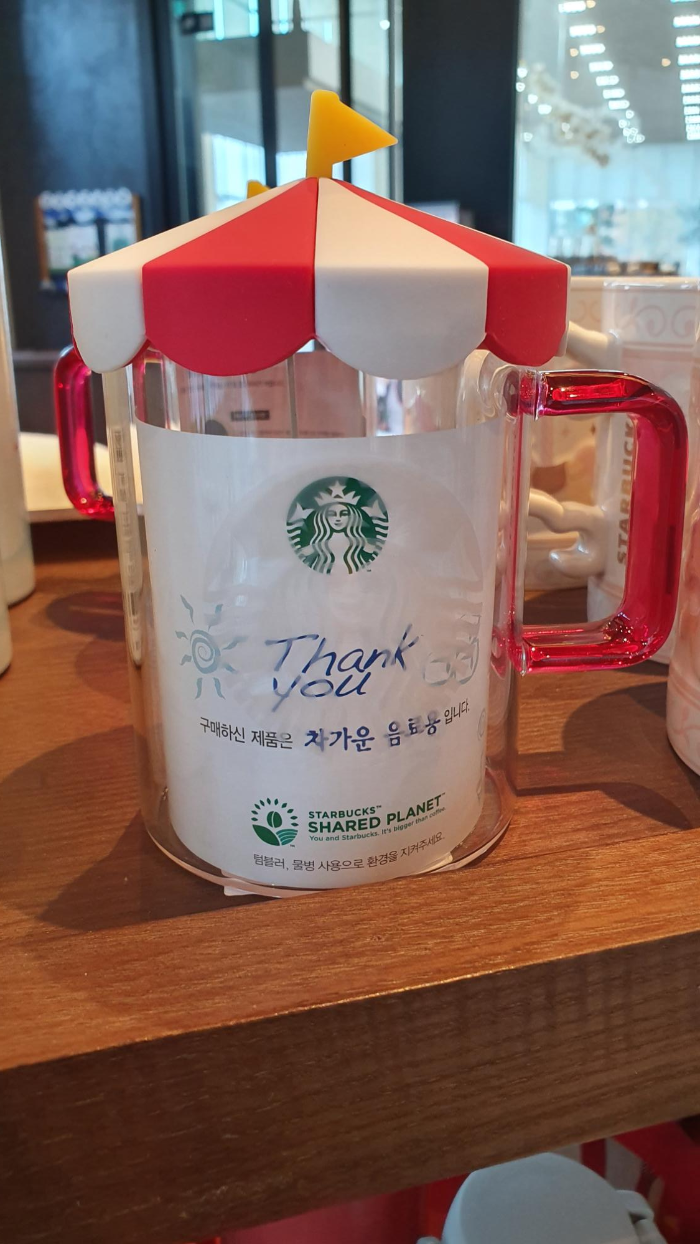 Thank
you
구매하신 제품은 차가운 음료용 입니다.
STARBUCKS™
SHARED PLANET™
You and Starbucks. It's bigger than coffee.
텀블러, 물병 사용으로 환경을 지켜주세요.
STARBUCKS